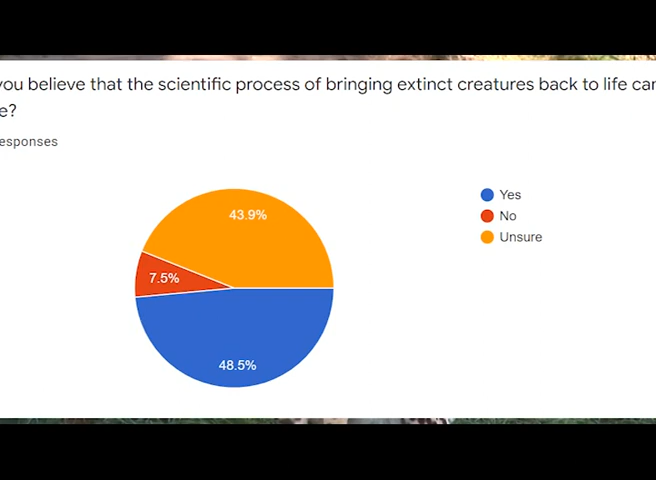 you believe that the scientific process of bringing extinct creatures back to life
e?
esponses
43.9%
7.5%
48.5%
Yes
No
Unsure